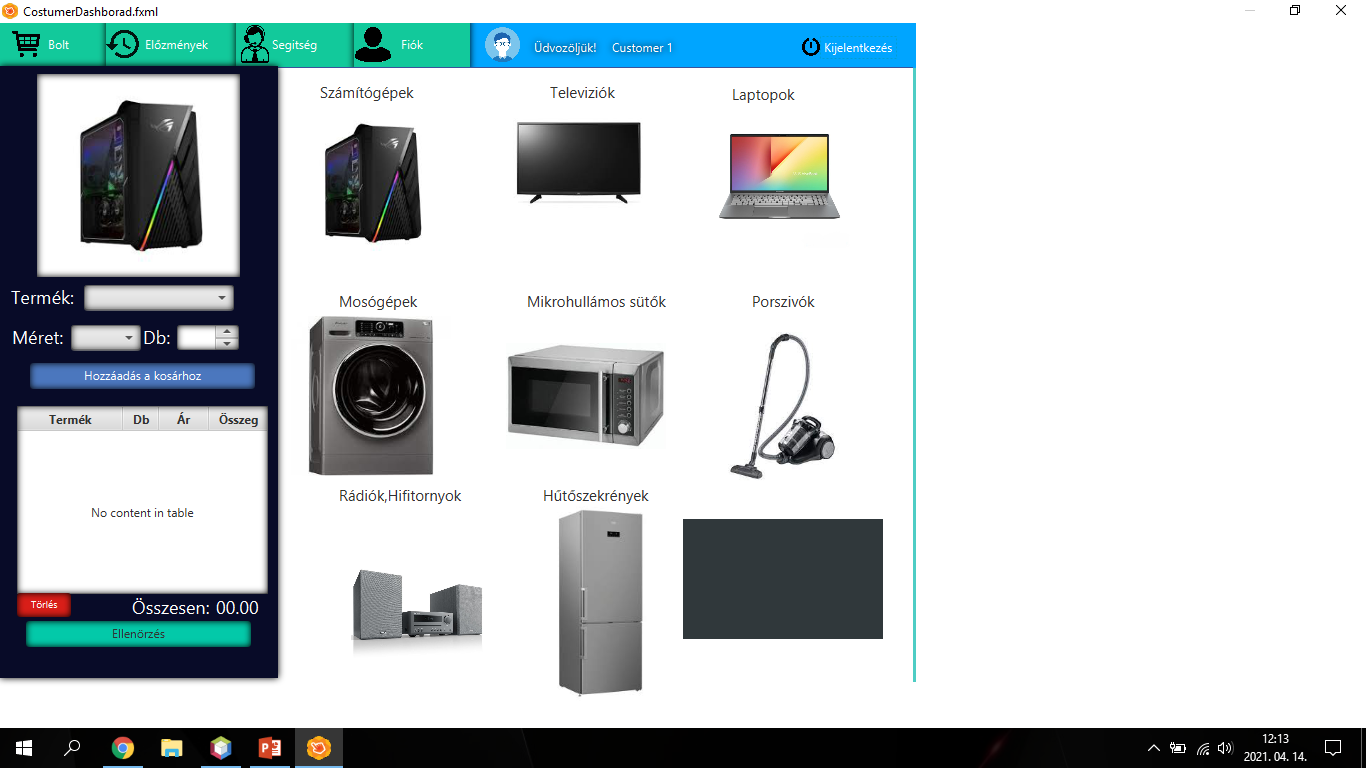 CostumerDashborad.fxml
Bolt
Előzmények
Segitség
Fiók
Üdvozöljük!
Customer 1
Kijelentkezés
Számítógépek
Televiziók
Laptopok
Termék:
Méret:
Db:
Hozzáadás a kosárhoz
Termék Db Ár Összeg
No content in table
Törlés
Összesen: 00.00
Ellenőrzés
Mosógépek
Mikrohullámos sütők
Porszivók
Rádiók,Hifitornyok
Hűtőszekrények
12:13
2021. 04. 14.